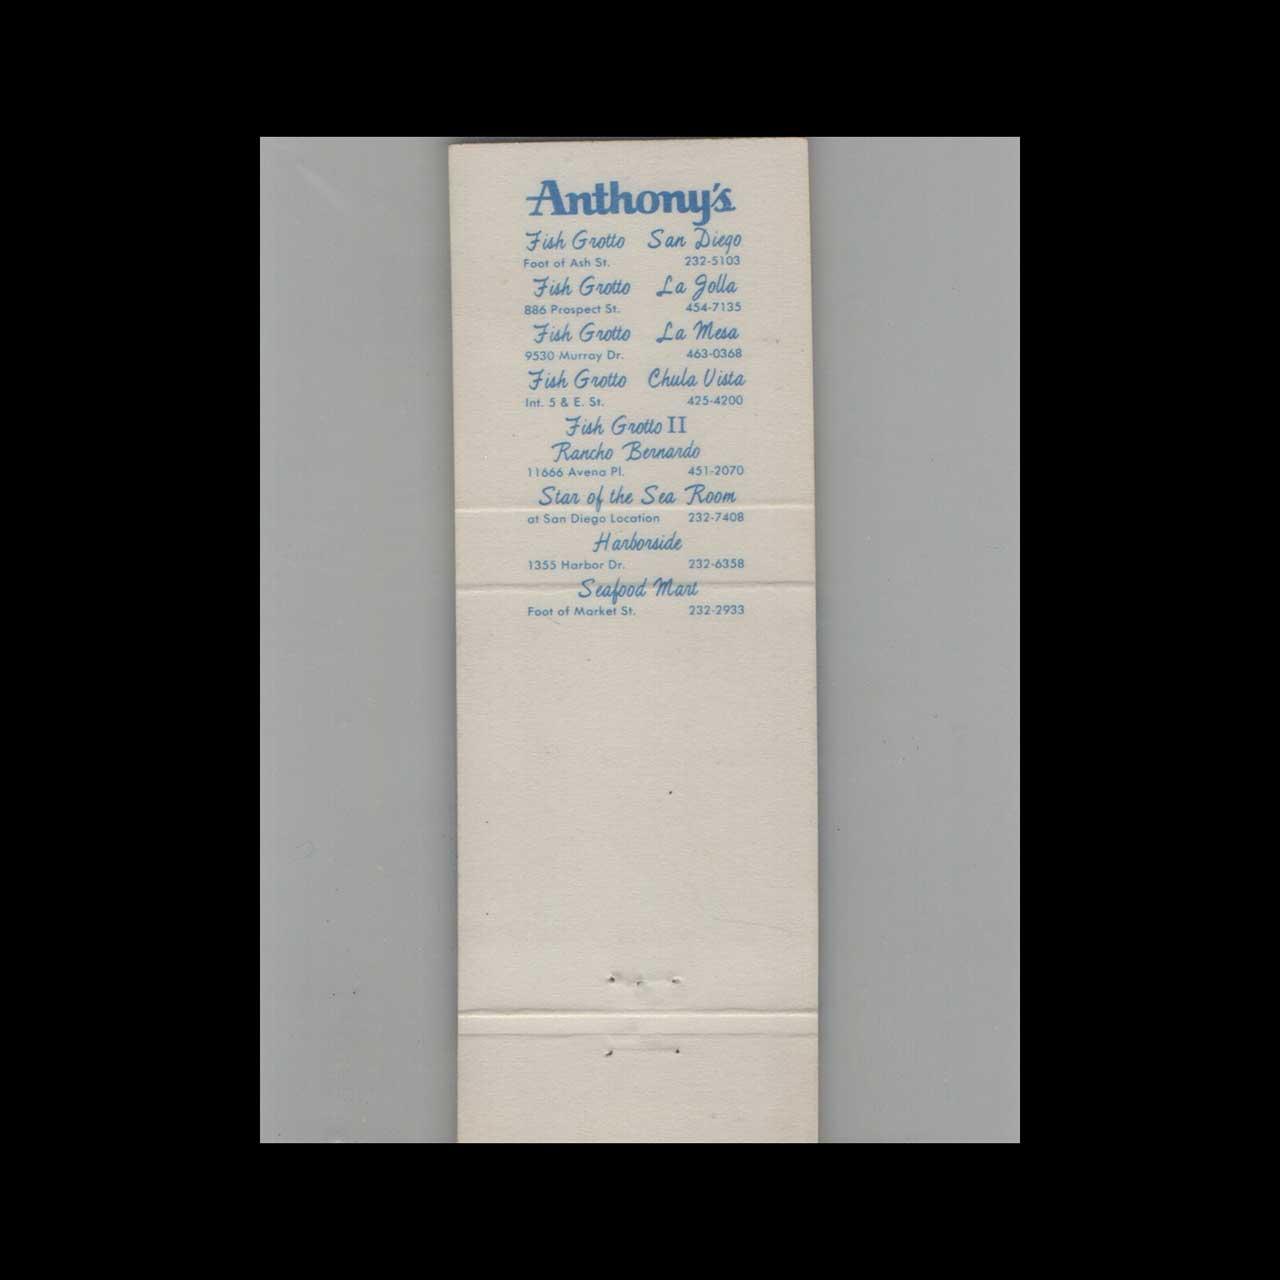 Anthony's
Fish Grotto San Diego
Foot of Ash St. 232-5103
Fish Grotto La Jolla
886 Prospect St. 454-7135
Fish Grotto La Mesa
9530 Murray Dr. 463-0368
Fish Grotto Chula Vista
Int. 5 & E. St. 425-4200
Fish Grotto II
Rancho Bernardo
11666 Avena Pl. 451-2070
Star of the Sea Room
at San Diego Location 232-7408
Harborside
1355 Harbor Dr. 232-6358
Seafood Mart
Foot of Market St. 232-2933